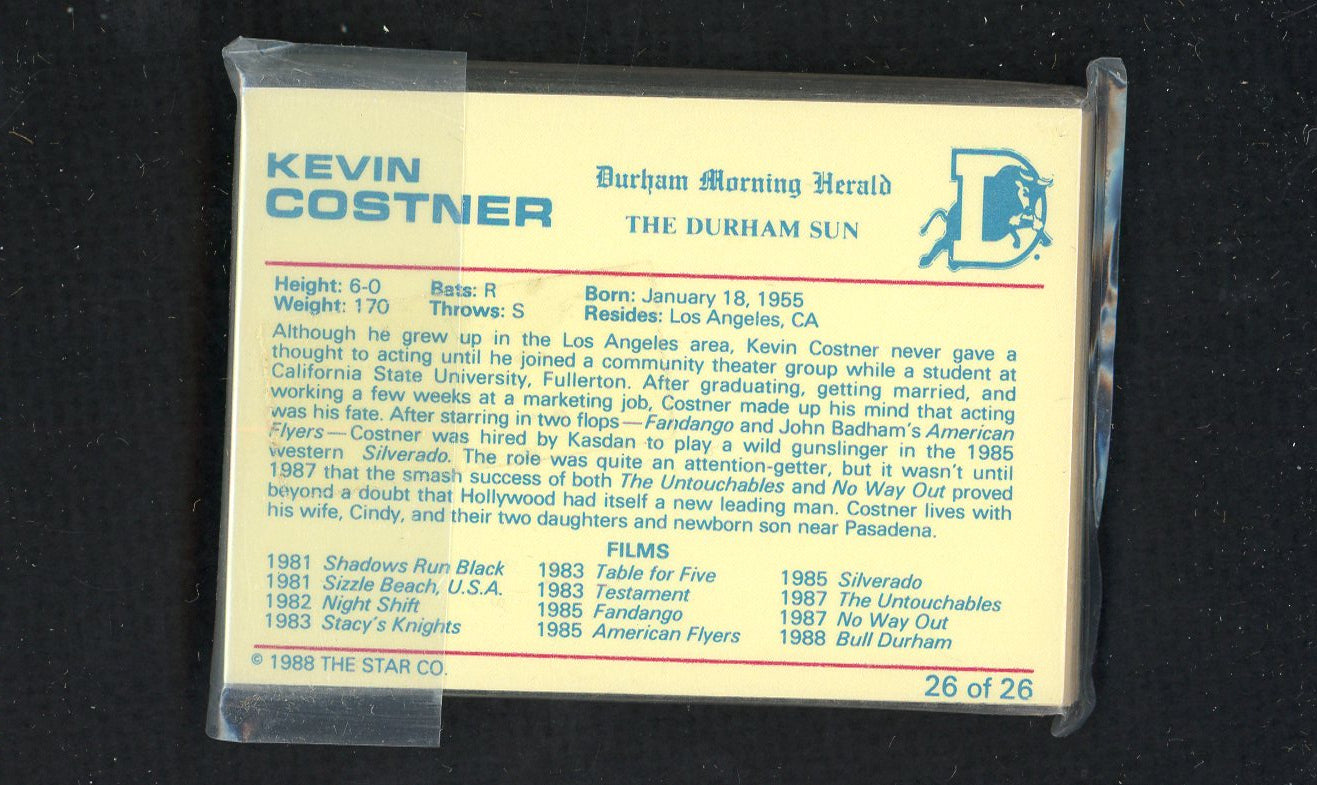 KEVIN
COSTNER
Durham Morning Herald
THE DURHAM SUN
D
Height: 6-0 Bats: R Born: January 18, 1955
Weight: 170 Throws: S Resides: Los Angeles, CA
Although he grew up in the Los Angeles area, Kevin Costner never gave a
thought to acting until he joined a community theater group while a student at
California State University, Fullerton. After graduating, getting married, and
working a few weeks at a marketing job, Costner made up his mind that acting
was his fate. After starring in two flops—Fandango and John Badham's American
Flyers—Costner was hired by Kasdan to play a wild gunslinger in the 1985
western Silverado. The role was quite an attention-getter, but it wasn't until
1987 that the smash success of both The Untouchables and No Way Out proved
beyond a doubt that Hollywood had itself a new leading man. Costner lives with
his wife, Cindy, and their two daughters and newborn son near Pasadena.
FILMS
1981 Shadows Run Black
1981 Sizzle Beach, U.S.A.
1982 Night Shift
1983 Stacy's Knights
1983 Table for Five
1983 Testament
1985 Fandango
1985 American Flyers
1985 Silverado
1987 The Untouchables
1987 No Way Out
1988 Bull Durham
© 1988 THE STAR CO.
26 of 26